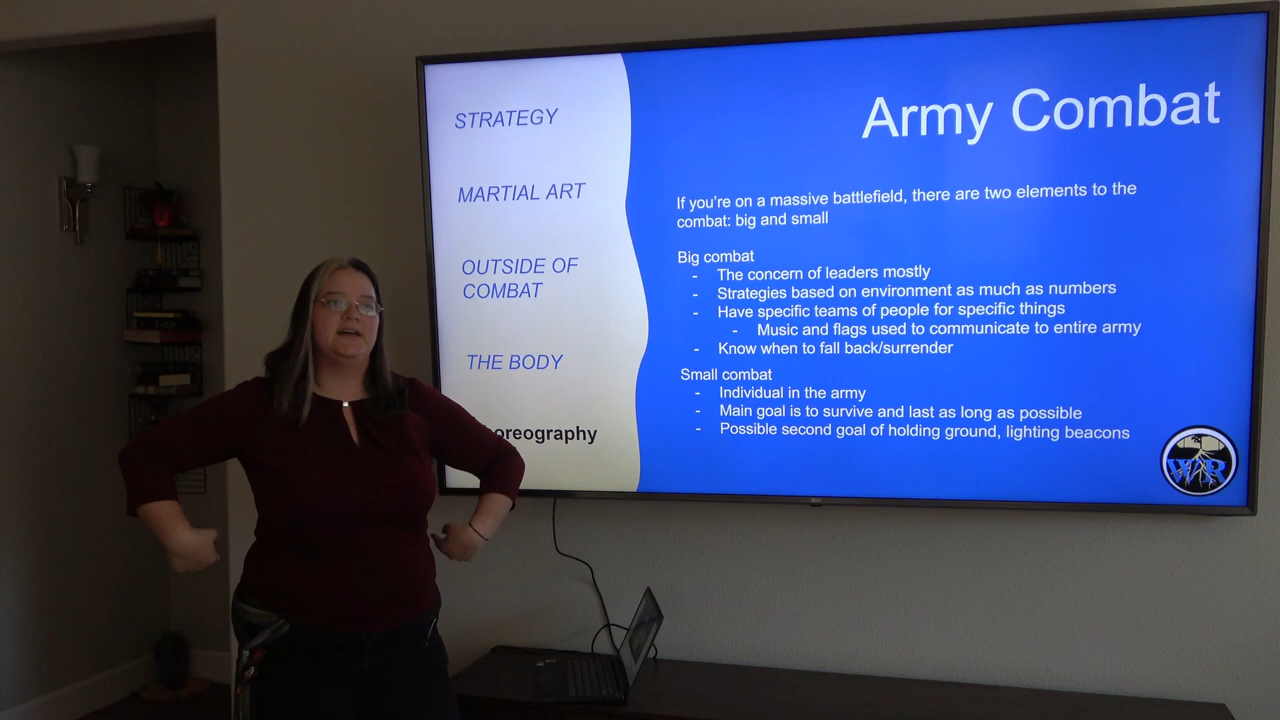 STRATEGY
MARTIAL ART
OUTSIDE OF
COMBAT
THE BODY
horeography
Army Combat
If you're on a massive battlefield, there are two elements to the
combat: big and small
Big combat
- The concern of leaders mostly
- Strategies based on environment as much as numbers
- Have specific teams of people for specific things
- Music and flags used to communicate to entire army
- Know when to fall back/surrender
Small combat
- Individual in the army
- Main goal is to survive and last as long as possible
- Possible second goal of holding ground, lighting beacons
WR